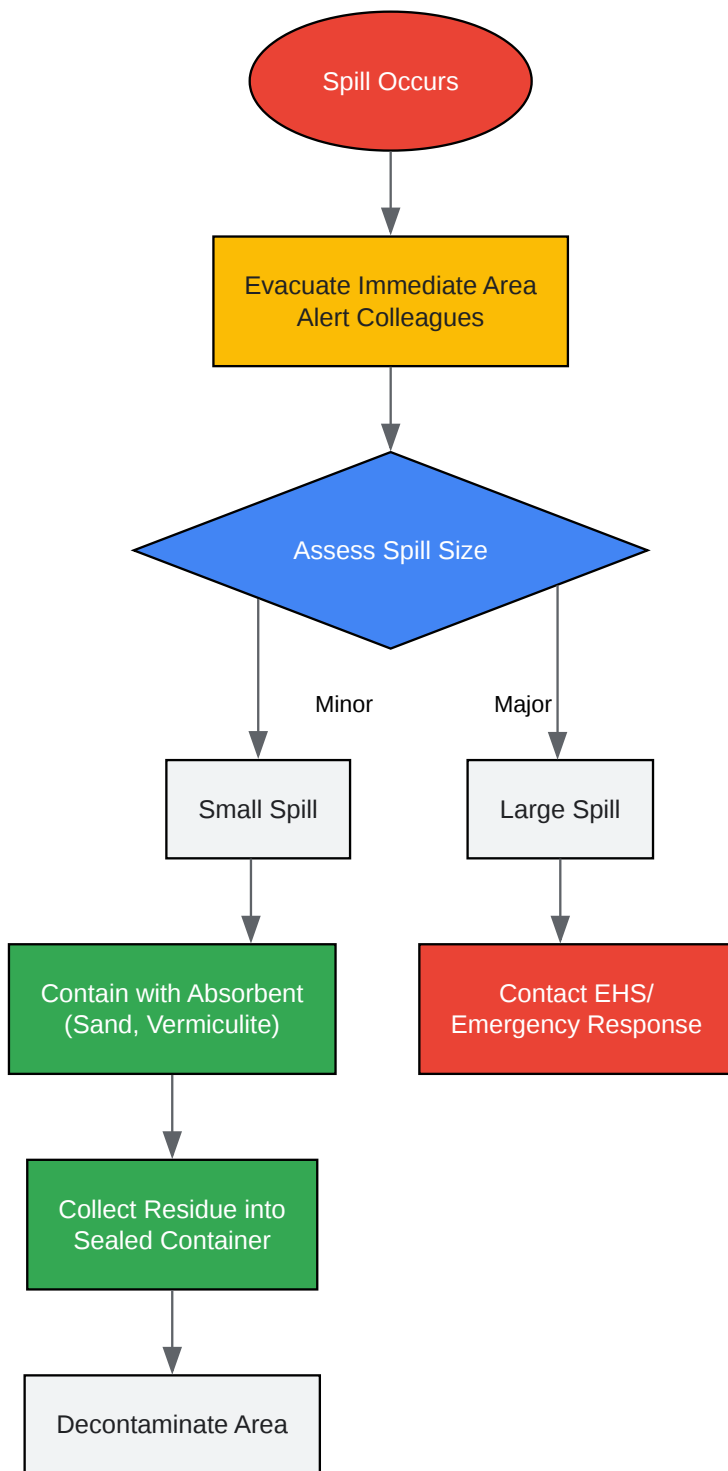 Spill Occurs
Evacuate Immediate Area
Alert Colleagues
Assess Spill Size
Minor
Major
Small Spill
Large Spill
Contain with Absorbent
(Sand, Vermiculite)
Contact EHS/
Emergency Response
Collect Residue into
Sealed Container
Decontaminate Area